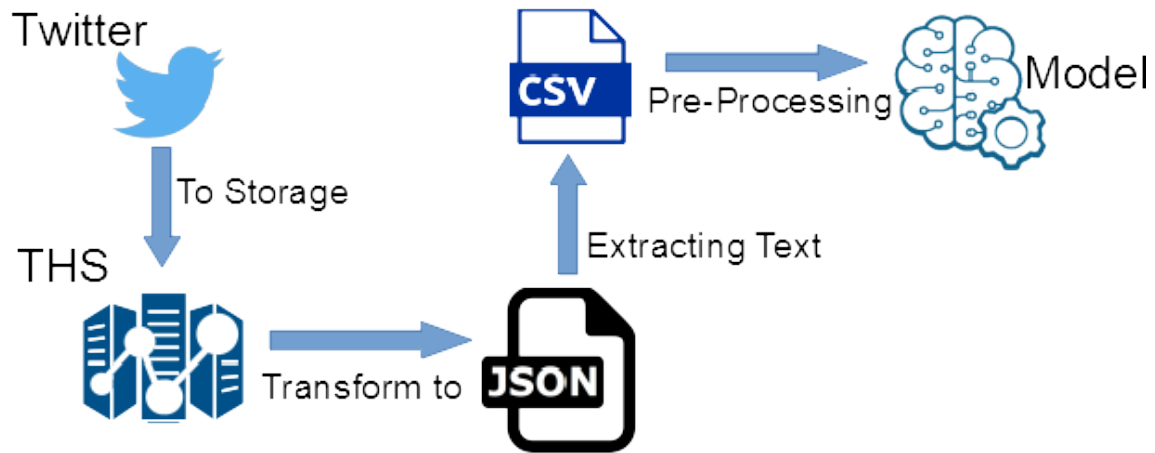 Twitter
To Storage
THS
Transform to
JSON
Extracting Text
CSV
Pre-Processing
Model